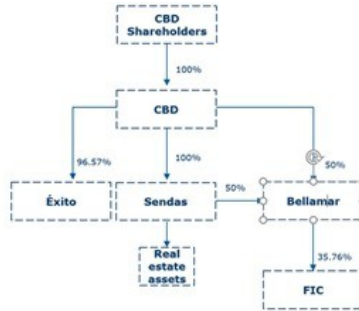 CBD
Shareholders
100%
CBD
96.57%
100%
50%
Éxito
Sendas
50%
Bellamar
Real
estate
assets
35.76%
FIC